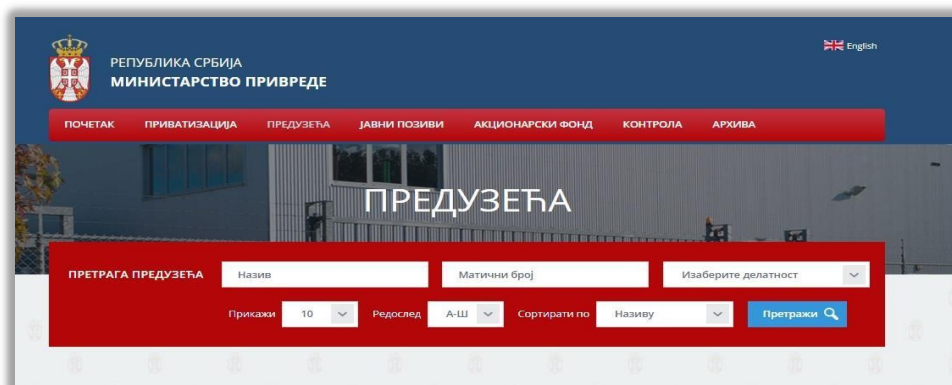 English
РЕПУБЛИКА СРБИЈА
МИНИСТАРСТВО ПРИВРЕДЕ
ПОЧЕТАК ПРИВАТИЗАЦИЈА ПРЕДУЗЕЋА ЈАВНИ ПОЗИВИ АКЦИОНАРСКИ ФОНД КОНТРОЛА АРХИВА
ПРЕДУЗЕЋА
ПРЕТРАГА ПРЕДУЗЕЋА Назив Матични број Изаберите делатност
Прикажи 10 Редослед А-Ш Сортирати по Називу Претражи